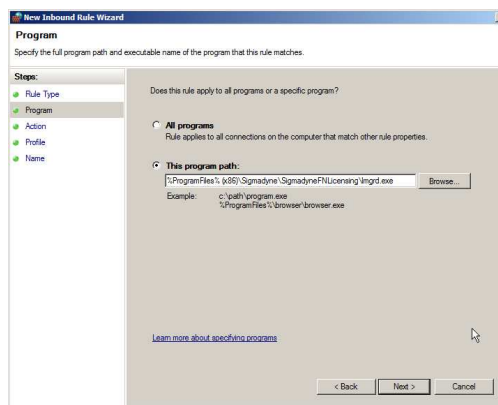 New Inbound Rule Wizard
Program
Specify the full program path and executable name of the program that this rule matches.
Steps:
Rule Type
Program
Action
Profile
Name
Does this rule apply to all programs or a specific program?
All programs
Rule applies to all connections on the computer that match other rule properties.
This program path:
%ProgramFiles% (x86)\Sigmadyne\SigmadyneFNLicensing\lmgrd.exe
Browse...
Example: c:\path\program.exe
%ProgramFiles%\browser\browser.exe
Learn more about specifying programs
< Back
Next >
Cancel